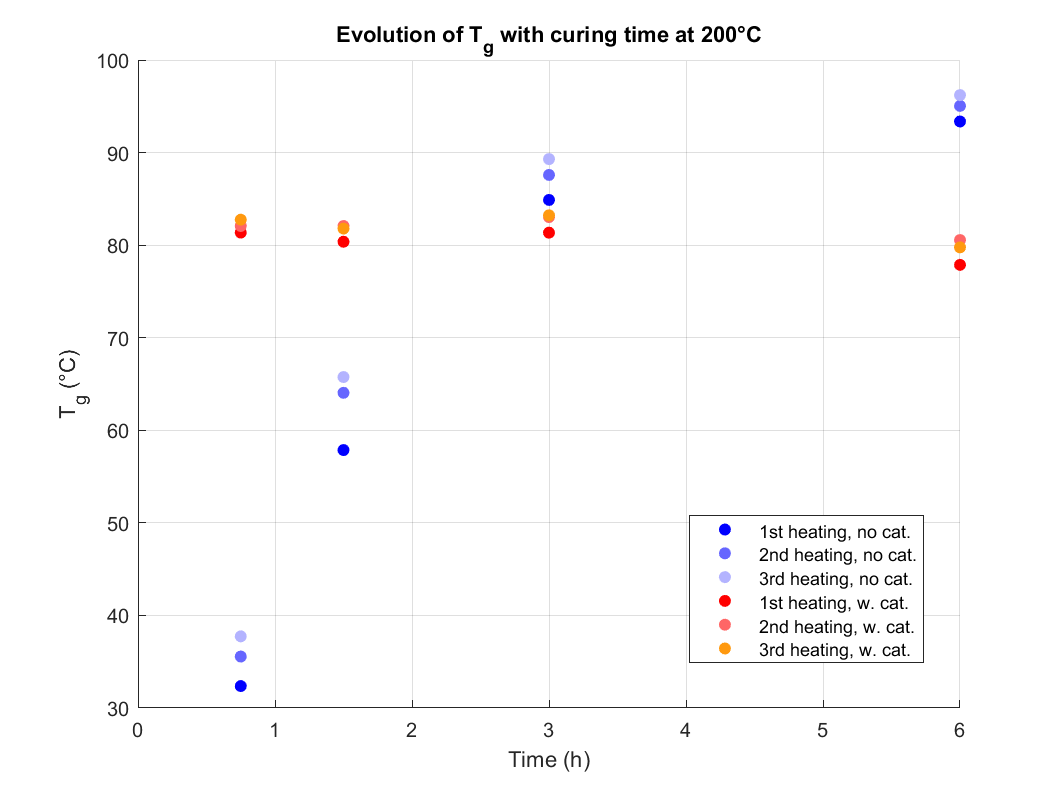 Evolution of Tg with curing time at 200°C
100
90
80
70
60
50
40
30
Tg (°C)
0 1 2 3 4 5 6
Time (h)
1st heating, no cat.
2nd heating, no cat.
3rd heating, no cat.
1st heating, w. cat.
2nd heating, w. cat.
3rd heating, w. cat.